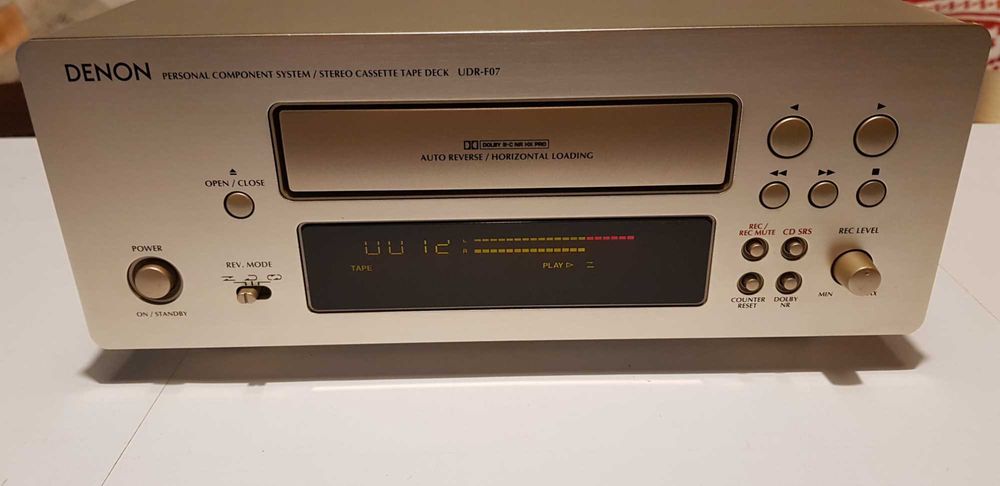 DENON PERSONAL COMPONENT SYSTEM / STEREO CASSETTE TAPE DECK UDR-F07
DOLBY B-C NR HX PRO
AUTO REVERSE / HORIZONTAL LOADING
OPEN / CLOSE
POWER
ON / STANDBY
REV. MODE
L
R
TAPE
PLAY
REC /
REC MUTE
CD SRS
REC LEVEL
COUNTER
RESET
DOLBY
NR
MIN